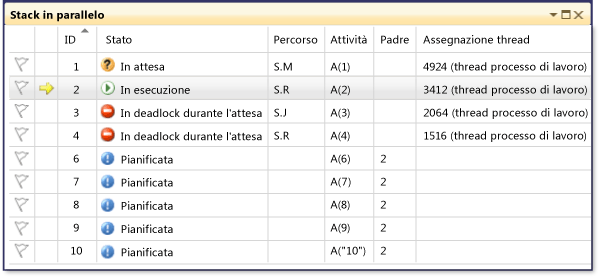 Stack in parallelo
ID Stato Percorso Attività Padre Assegnazione thread
1 In attesa S.M A(1) 4924 (thread processo di lavoro)
2 In esecuzione S.R A(2) 3412 (thread processo di lavoro)
3 In deadlock durante l'attesa S.J A(3) 2064 (thread processo di lavoro)
4 In deadlock durante l'attesa S.R A(4) 1516 (thread processo di lavoro)
6 Pianificata A(6) 2
7 Pianificata A(7) 2
8 Pianificata A(8) 2
9 Pianificata A(9) 2
10 Pianificata A("10") 2